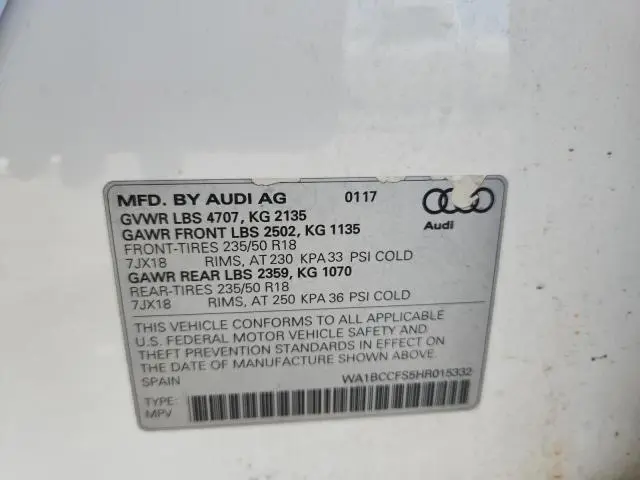 MFD. BY AUDI AG 0117
GVWR LBS 4707, KG 2135
GAWR FRONT LBS 2502, KG 1135
FRONT-TIRES 235/50 R18
7JX18 RIMS, AT 230 KPA 33 PSI COLD
GAWR REAR LBS 2359, KG 1070
REAR-TIRES 235/50 R18
7JX18 RIMS, AT 250 KPA 36 PSI COLD
Audi
THIS VEHICLE CONFORMS TO ALL APPLICABLE
U.S. FEDERAL MOTOR VEHICLE SAFETY AND
THEFT PREVENTION STANDARDS IN EFFECT ON
THE DATE OF MANUFACTURE SHOWN ABOVE.
SPAIN WA1BCCFS5HR015332
TYPE:
MPV